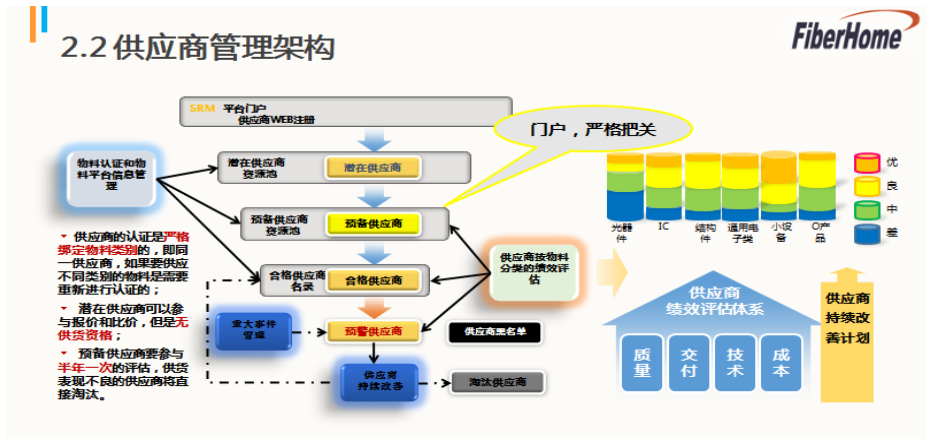 2.2 供应商管理架构
FiberHome
SRM 平台门户
供应商WEB注册
门户，严格把关
物料认证和物
料平台信息管
理
潜在供应商
资源池
潜在供应商
预备供应商
资源池
预备供应商
供应商按物料
分类的绩效评
估
合格供应商
名录
合格供应商
重大事件
管理
预警供应商
供应商黑名单
供应商
持续改善
淘汰供应商
供应商的认证是严格
绑定物料类别的，即同
一供应商，如果要供应
不同类别的物料是需要
重新进行认证的；
潜在供应商可以参
与报价和比价，但是无
供货资格；
预备供应商要参与
半年一次的评估，供货
表现不良的供应商将直
接淘汰。
光器
件
IC
结构
件
通用电
子类
小设
备
O产
品
优
良
中
差
供应商
绩效评估体系
质
量
交
付
技
术
成
本
供应商
持续改
善计划